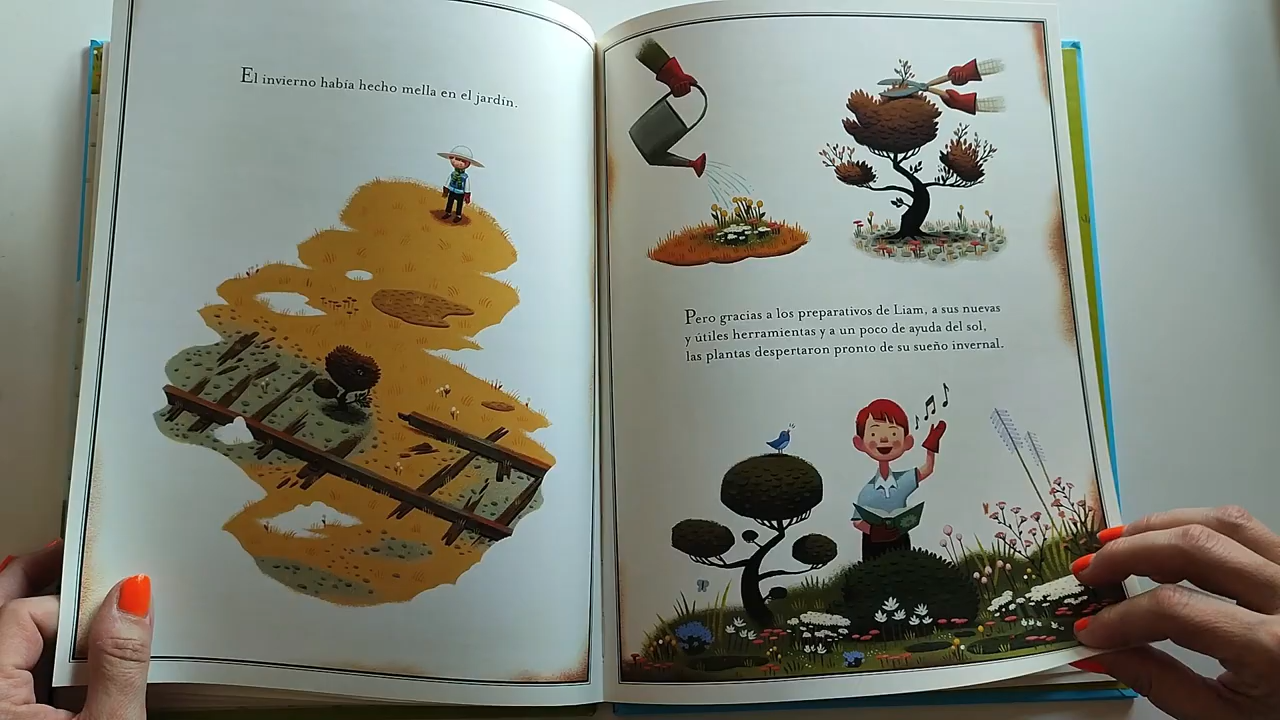 El invierno había hecho mella en el jardín.
Pero gracias a los preparativos de Liam, a sus nuevas
y útiles herramientas y a un poco de ayuda del sol,
las plantas despertaron pronto de su sueño invernal.